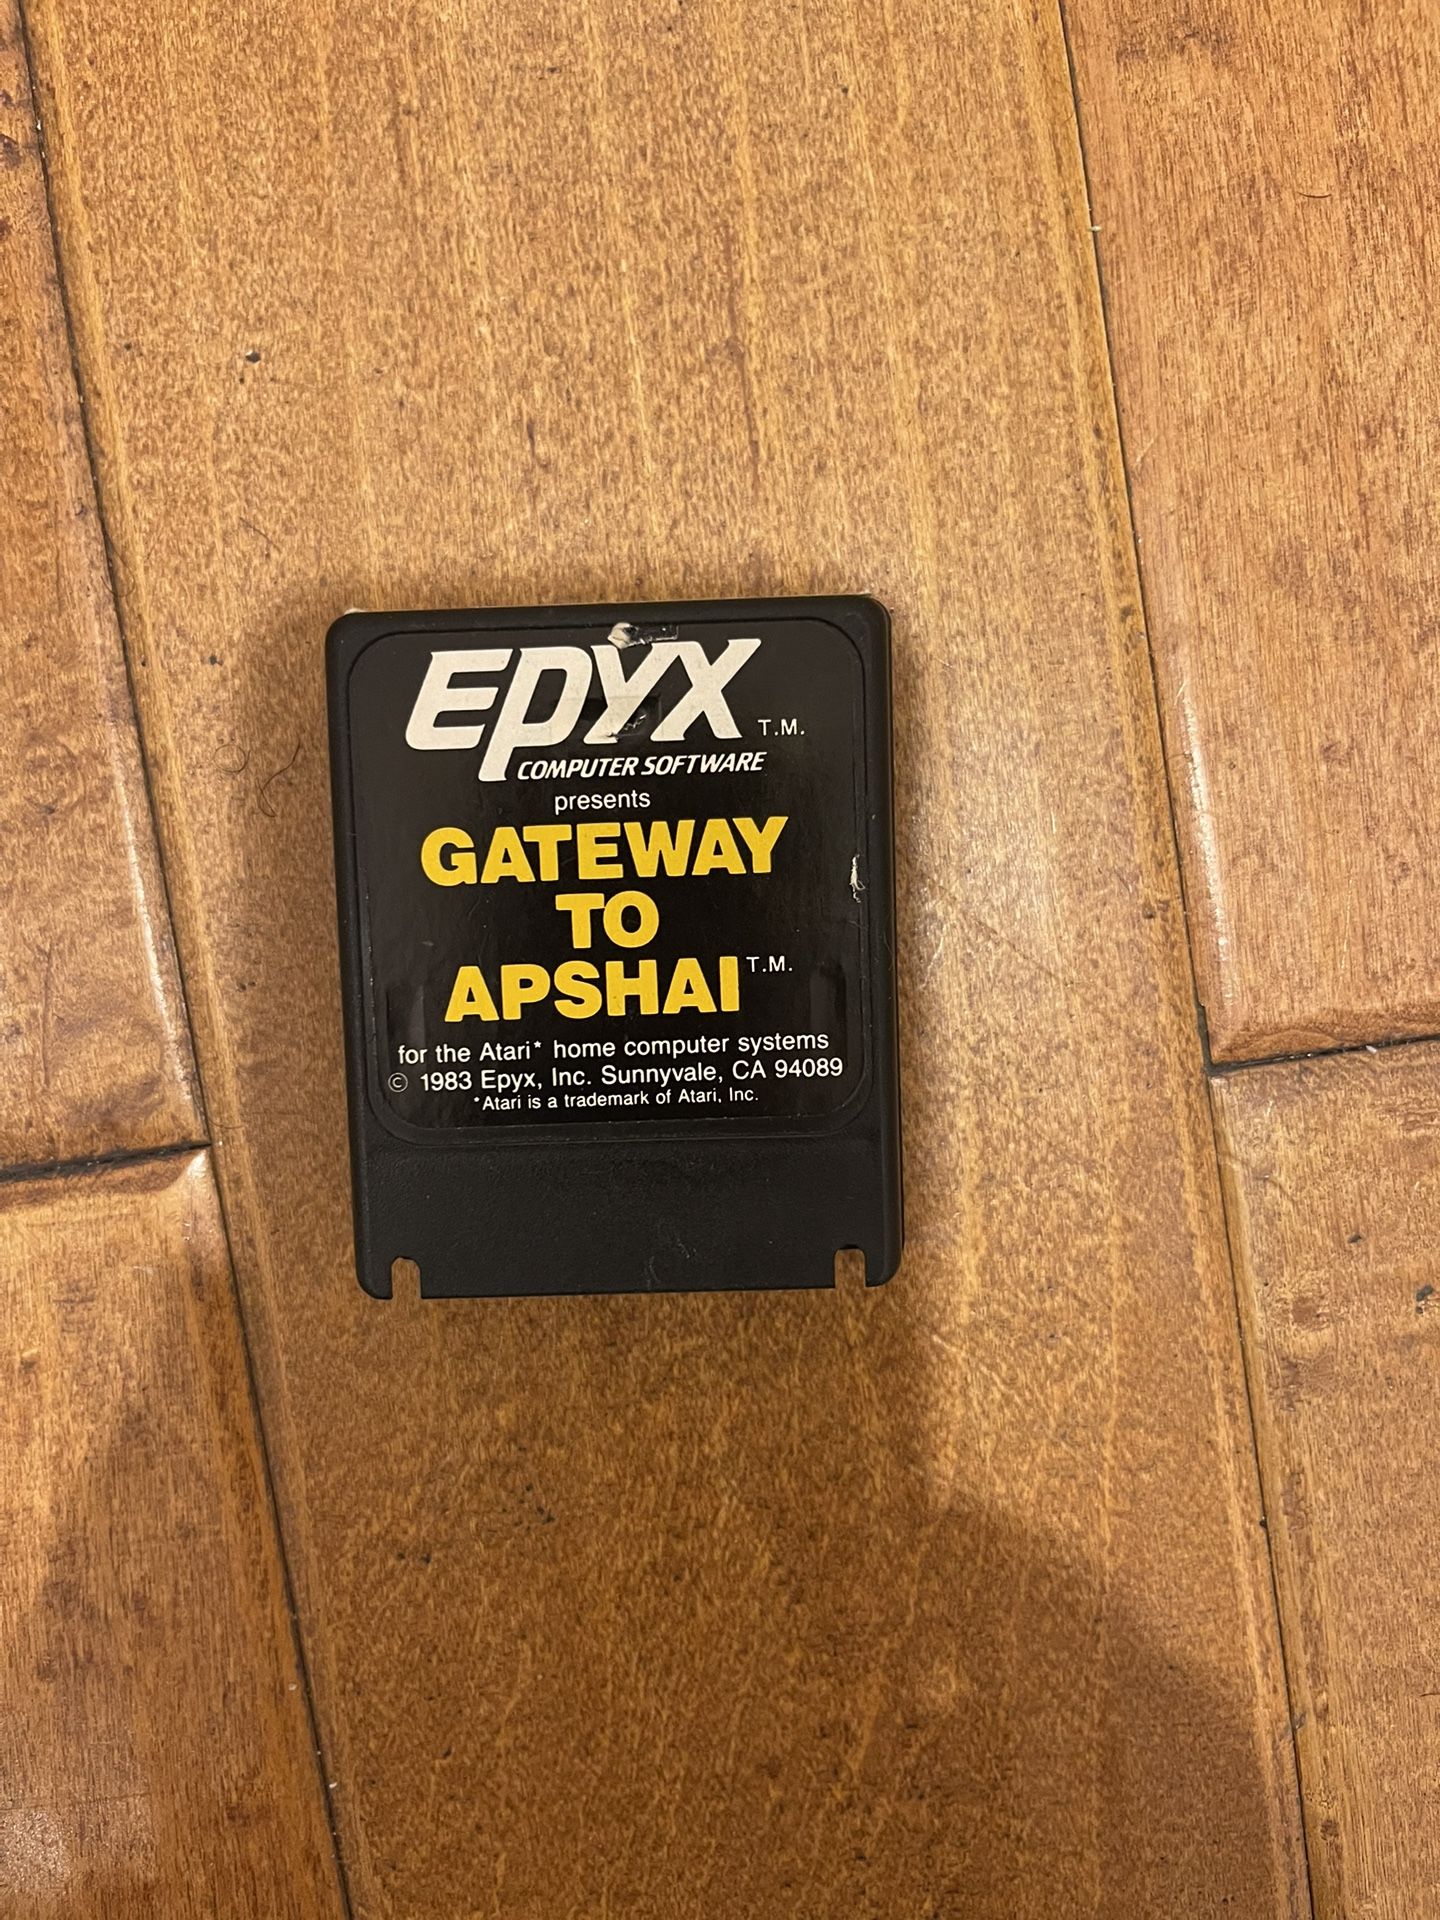 EPYX T.M.
COMPUTER SOFTWARE
presents
GATEWAY
TO
APSHAI T.M.
for the Atari* home computer systems
© 1983 Epyx, Inc. Sunnyvale, CA 94089
*Atari is a trademark of Atari, Inc.